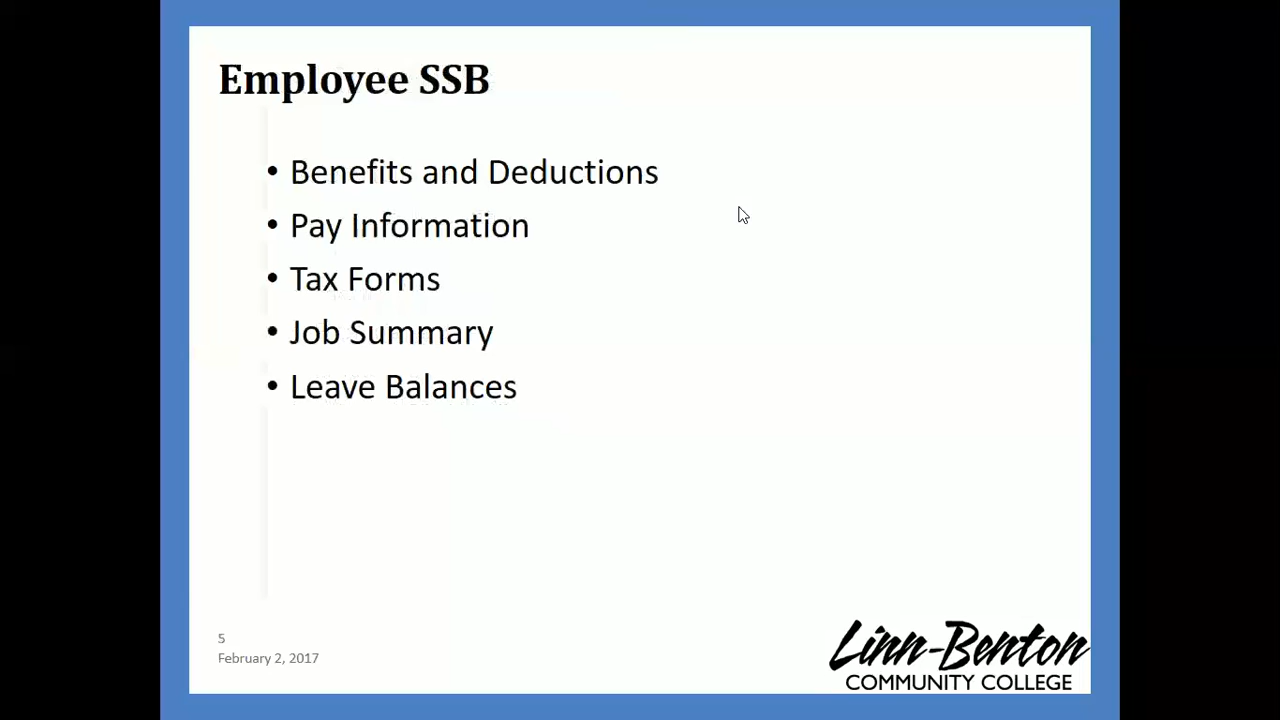 Employee SSB
• Benefits and Deductions
• Pay Information
• Tax Forms
• Job Summary
• Leave Balances
5
February 2, 2017
Linn-Benton
COMMUNITY COLLEGE